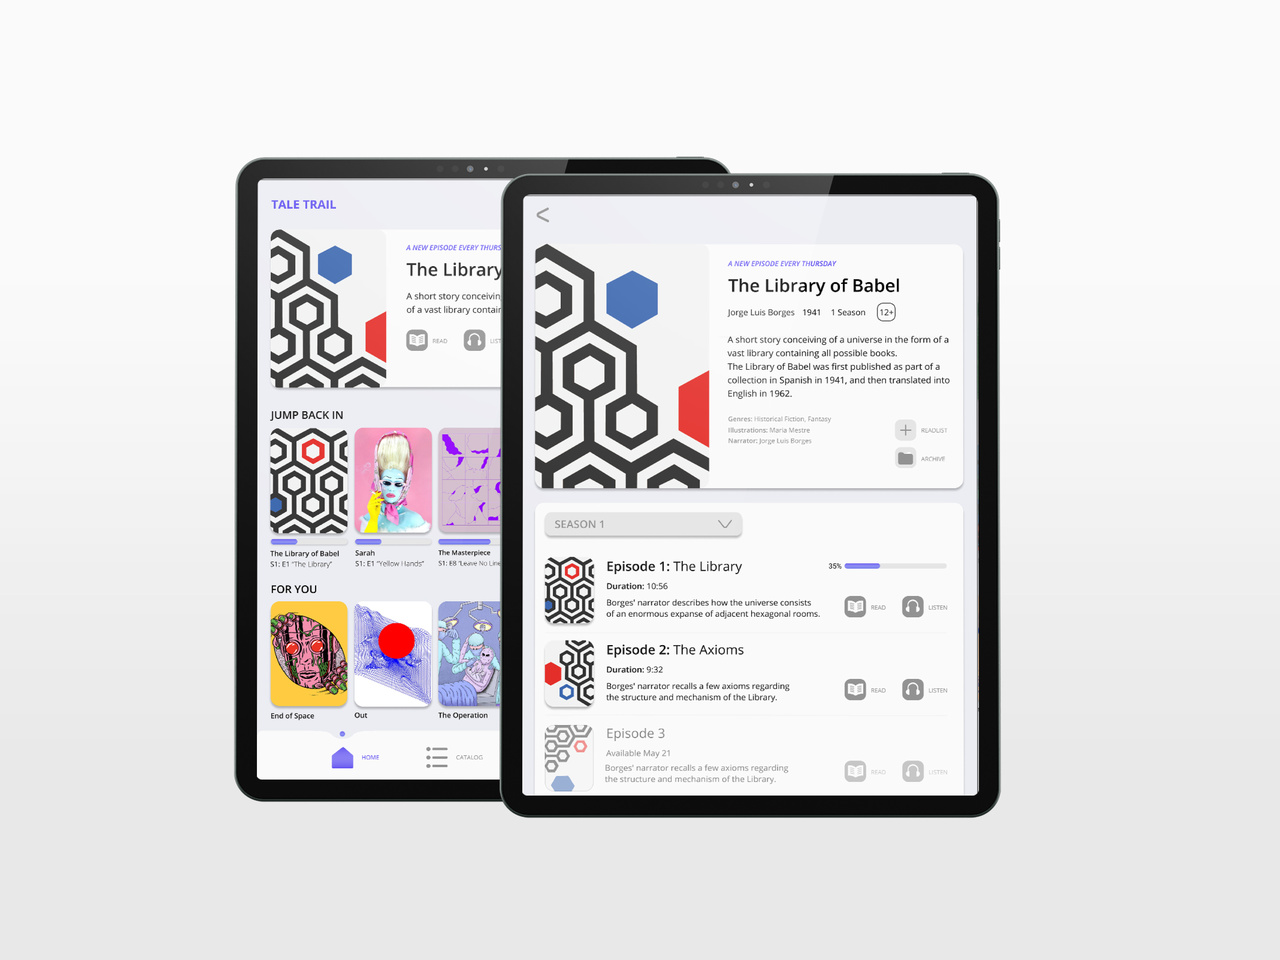 TALE TRAIL
A NEW EPISODE EVERY THURS
The Library
A short story conceivin
of a vast library contain
READ
LIST
JUMP BACK IN
The Library of Babel
S1: E1 "The Library"
Sarah
S1: E1 "Yellow Hands"
The Masterpiece
S1: E8 "Leave No Line
FOR YOU
End of Space
Out
The Operation
HOME
CATALOG
<
A NEW EPISODE EVERY THURSDAY
The Library of Babel
Jorge Luis Borges 1941 1 Season 12+
A short story conceiving of a universe in the form of a
vast library containing all possible books.
The Library of Babel was first published as part of a
collection in Spanish in 1941, and then translated into
English in 1962.
Genres: Historical Fiction, Fantasy
Illustrations: Maria Mestre
Narrator: Jorge Luis Borges
READLIST
ARCHIVE
SEASON 1
Episode 1: The Library
35%
Duration: 10:56
Borges' narrator describes how the universe consists
of an enormous expanse of adjacent hexagonal rooms.
READ
LISTEN
Episode 2: The Axioms
Duration: 9:32
Borges' narrator recalls a few axioms regarding
the structure and mechanism of the Library.
READ
LISTEN
Episode 3
Available May 21
Borges' narrator recalls a few axioms regarding
the structure and mechanism of the Library.
READ
LISTEN